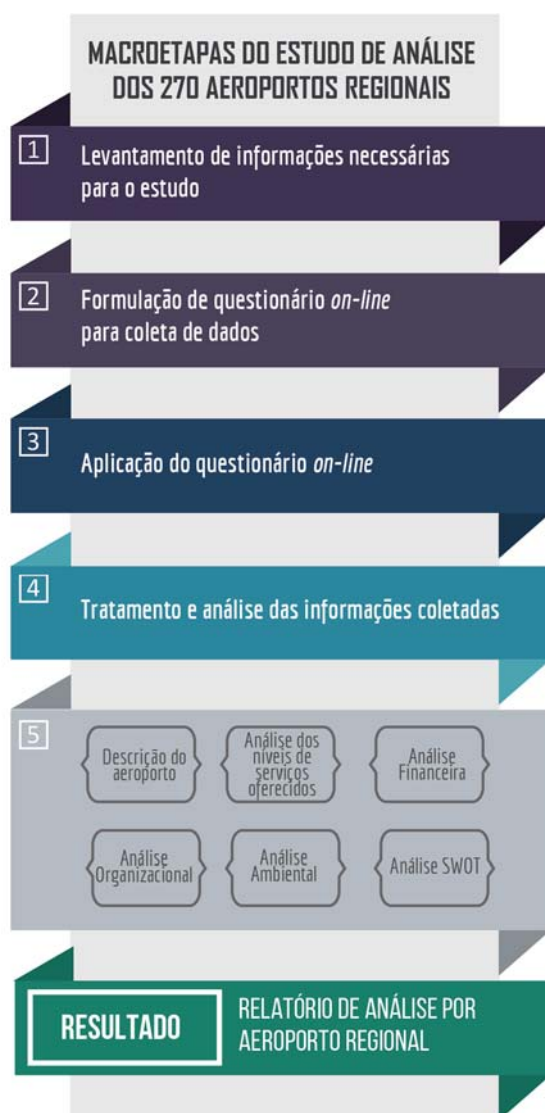 MACROETAPAS DO ESTUDO DE ANÁLISE
DOS 270 AEROPORTOS REGIONAIS
1
Levantamento de informações necessárias
para o estudo
2
Formulação de questionário on-line
para coleta de dados
3
Aplicação do questionário on-line
4
Tratamento e análise das informações coletadas
5
Descrição do
aeroporto
Análise dos
níveis de
serviços
oferecidos
Análise
Financeira
Análise
Organizacional
Análise
Ambiental
Análise SWOT
RESULTADO
RELATÓRIO DE ANÁLISE POR
AEROPORTO REGIONAL